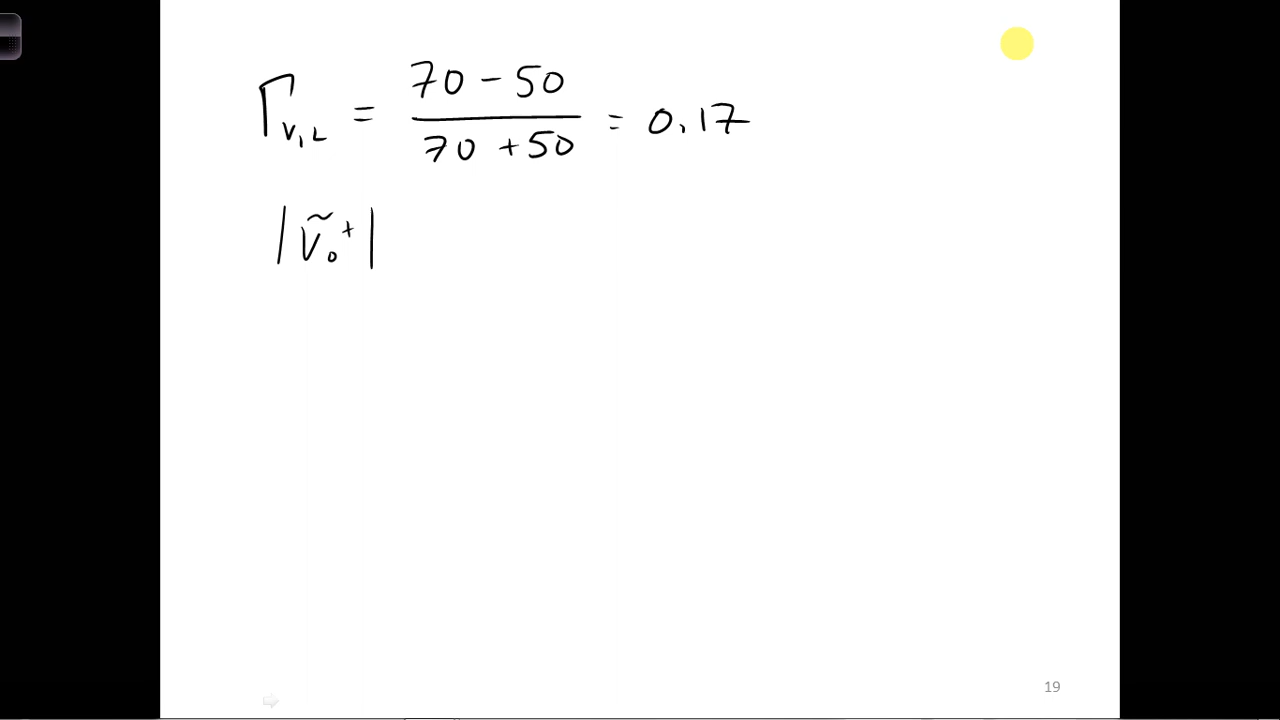 Γ_{V,L} = (70 - 50) / (70 + 50) = 0.17
|Ṽ₀⁺|
19